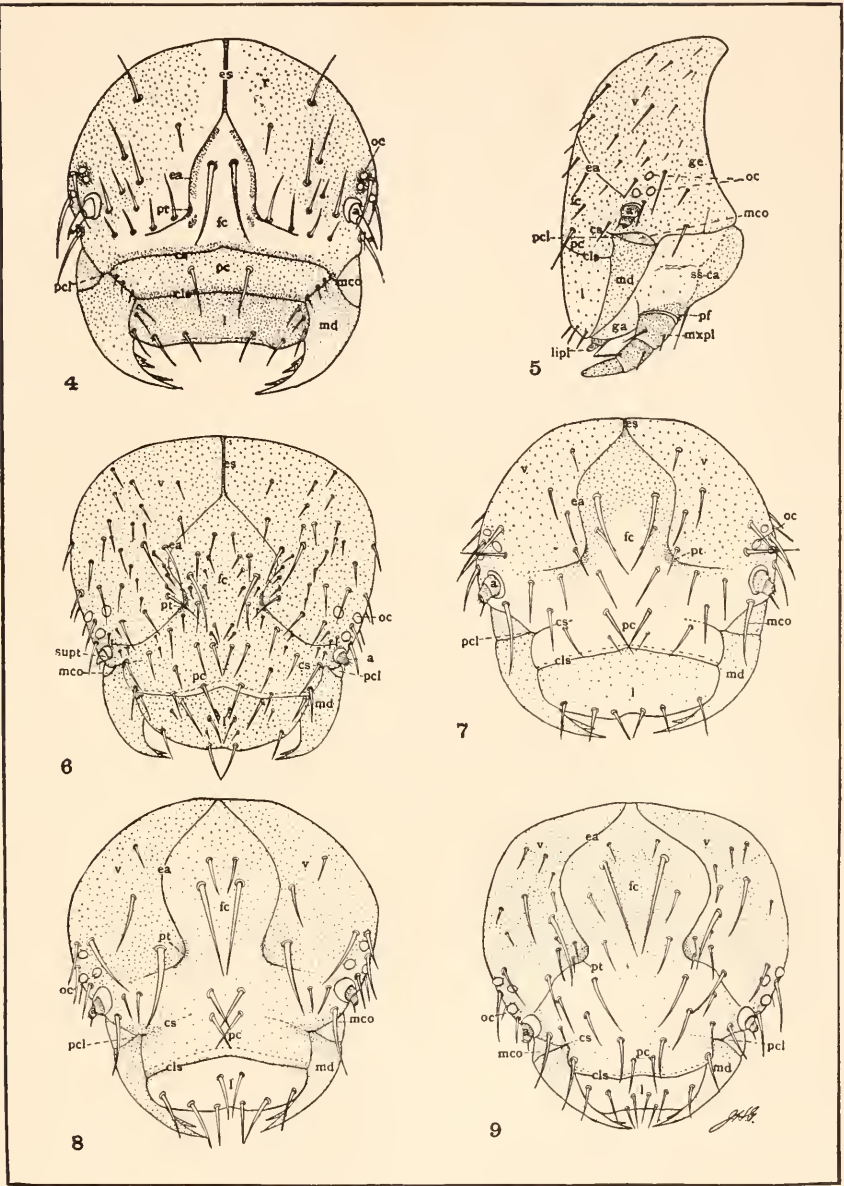 es
r
oc
ea
pt
fc
a
cs
pc
pcl
mco
cls
l
md
4
v
ge
ea
oc
fc
a
mco
pcl
cs
pc
cls
md
ss-ca
l
pf
ga
mxpl
lipl
5
v
es
ea
fc
pt
oc
supt
a
mco
cs
pcl
pc
md
l
6
es
v
v
ea
oc
fc
pt
a
cs
pc
mco
pcl
cls
md
l
7
v
ea
v
fc
pt
oc
mco
cs
pc
pcl
cls
md
l
8
ea
v
v
fc
pt
oc
a
cs
mco
pcl
pc
cls
md
l
9